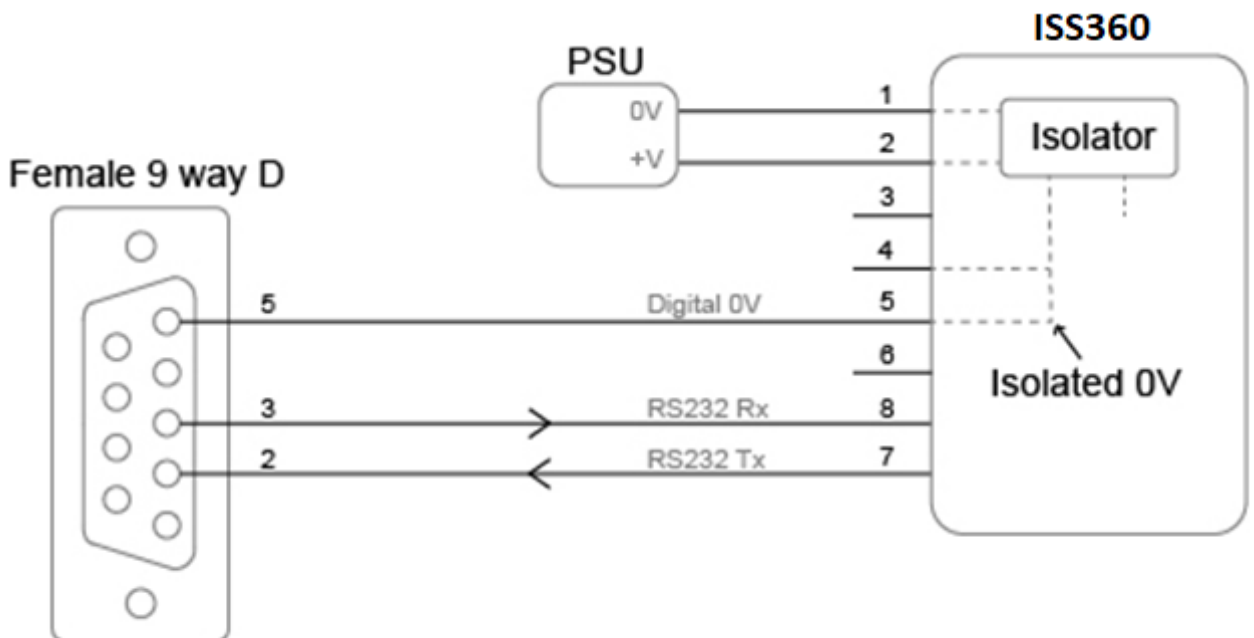 ISS360
PSU
0V
+V
1
2
Isolator
3
4
Female 9 way D
5
Digital 0V
5
6
Isolated 0V
3
RS232 Rx
8
2
RS232 Tx
7